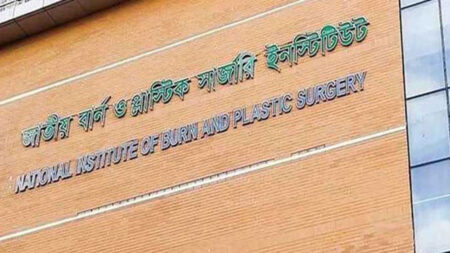 জাতীয় বার্ন ও প্লাস্টিক সার্জারি ইনস্টিটিউট
NATIONAL INSTITUTE OF BURN AND PLASTIC SURGERY